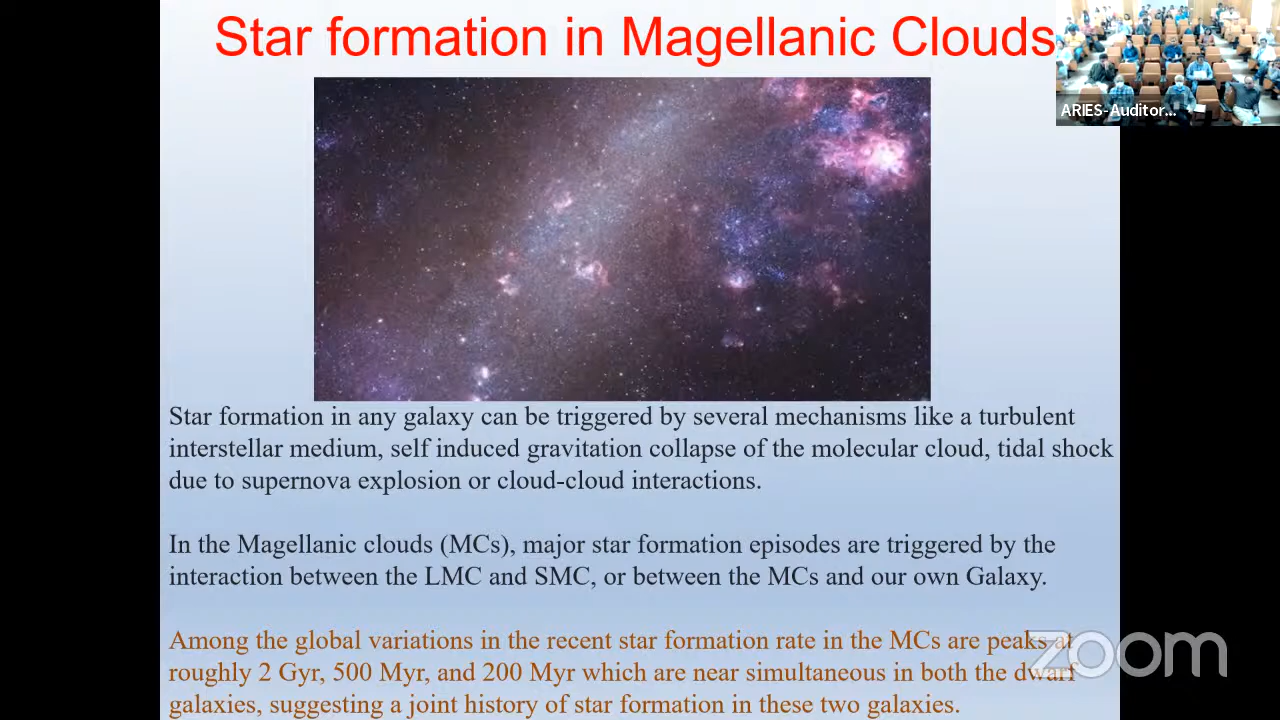 Star formation in Magellanic Clouds
ARIES-Auditor...
Star formation in any galaxy can be triggered by several mechanisms like a turbulent
interstellar medium, self induced gravitation collapse of the molecular cloud, tidal shock
due to supernova explosion or cloud-cloud interactions.
In the Magellanic clouds (MCs), major star formation episodes are triggered by the
interaction between the LMC and SMC, or between the MCs and our own Galaxy.
Among the global variations in the recent star formation rate in the MCs are peaks at
roughly 2 Gyr, 500 Myr, and 200 Myr which are near simultaneous in both the dwarf
galaxies, suggesting a joint history of star formation in these two galaxies.
zoom